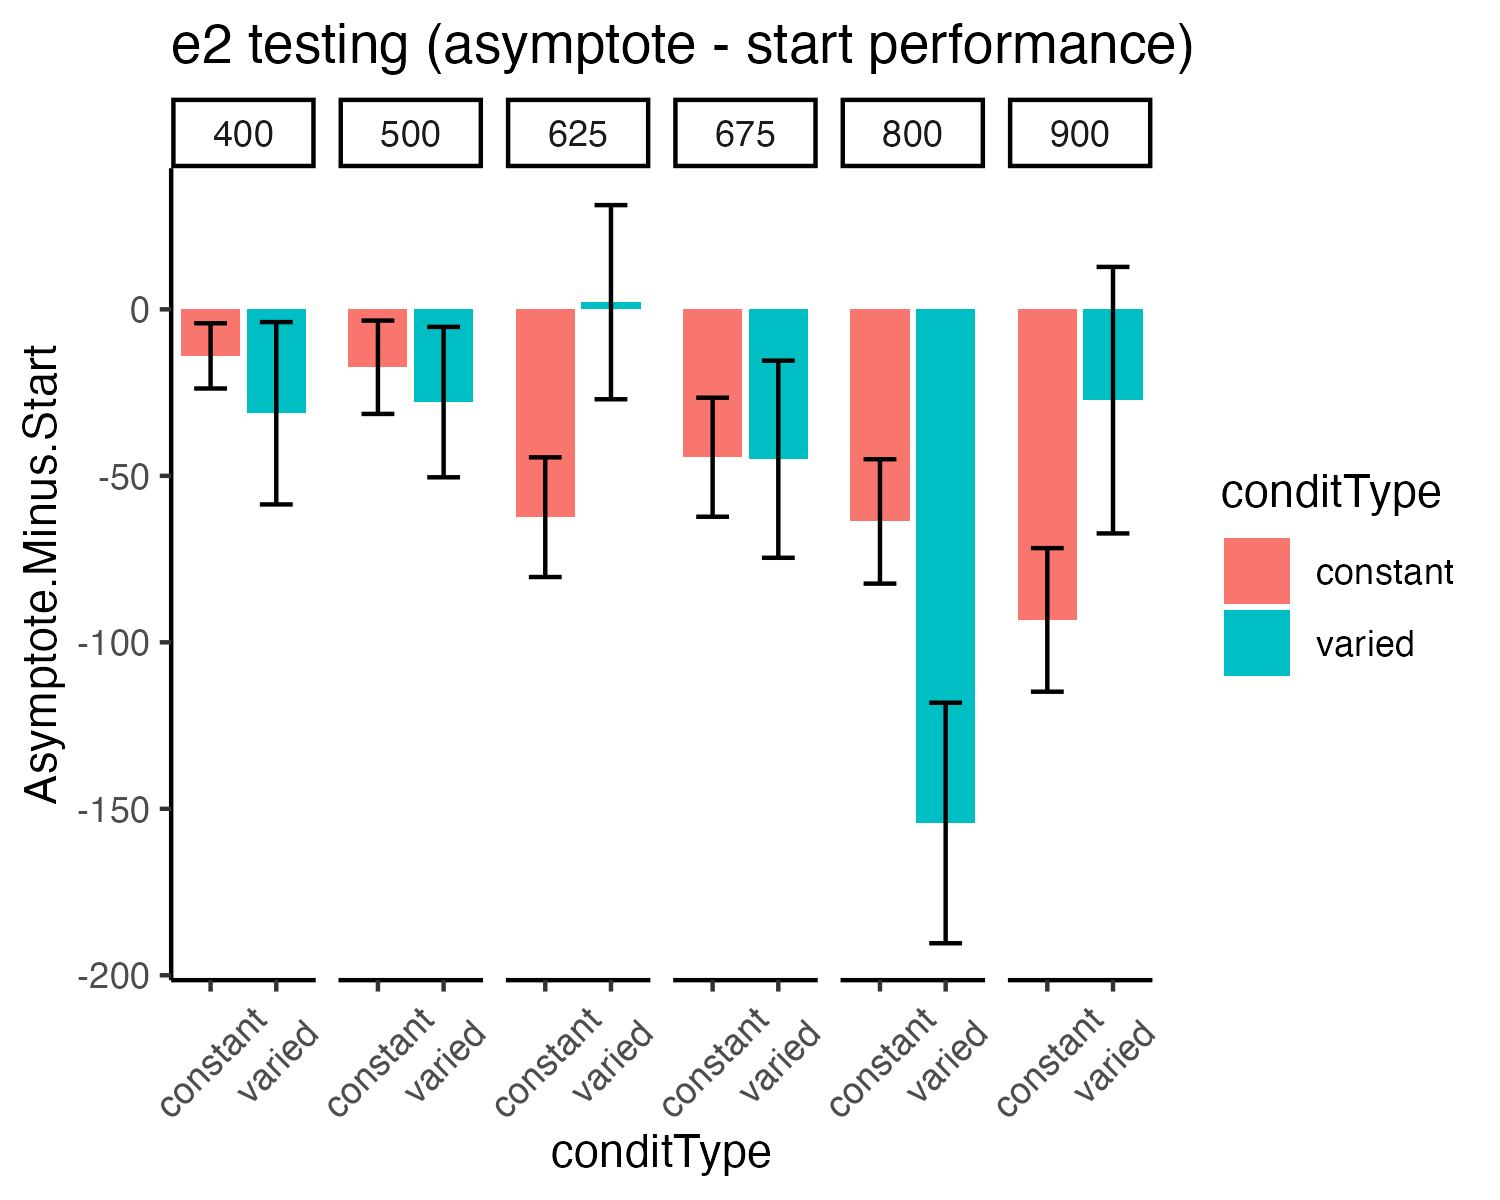 e2 testing (asymptote - start performance)
400 500 625 675 800 900
Asymptote.Minus.Start
0
-50
-100
-150
-200
constant varied constant varied constant varied constant varied constant varied constant varied
conditType
conditType
constant
varied